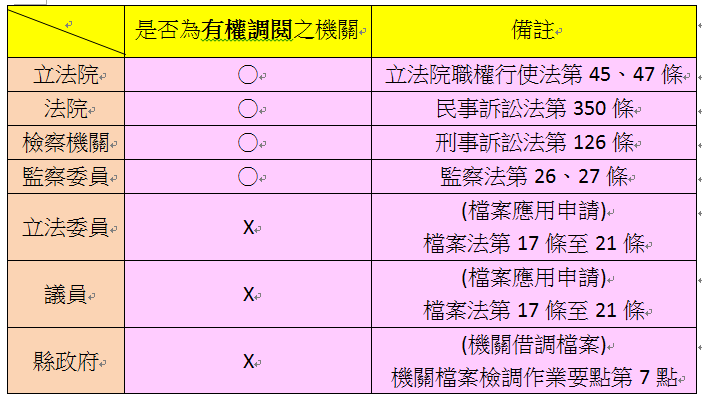 是否為有權調閱之機關 備註
立法院 ○ 立法院職權行使法第 45、47 條
法院 ○ 民事訴訟法第 350 條
檢察機關 ○ 刑事訴訟法第 126 條
監察委員 ○ 監察法第 26、27 條
立法委員 X (檔案應用申請)
檔案法第 17 條至 21 條
議員 X (檔案應用申請)
檔案法第 17 條至 21 條
縣政府 X (機關借調檔案)
機關檔案檢調作業要點第 7 點